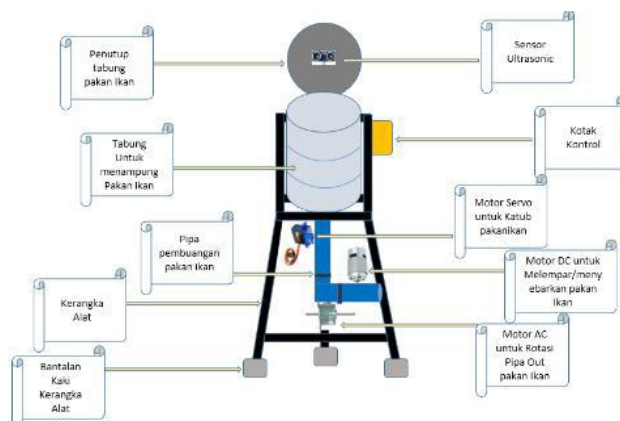 Penutup
tabung
pakan Ikan
Sensor
Ultrasonic
Tabung
Untuk
menampung
Pakan Ikan
Kotak
Kontrol
Motor Servo
untuk Katub
pakanikan
Pipa
pembuangan
pakan ikan
Motor DC untuk
Melempar/meny
ebarkan pakan
Ikan
Kerangka
Alat
Motor AC
untuk Rotasi
Pipa Out
pakan Ikan
Bantalan
Kaki
Kerangka
Alat